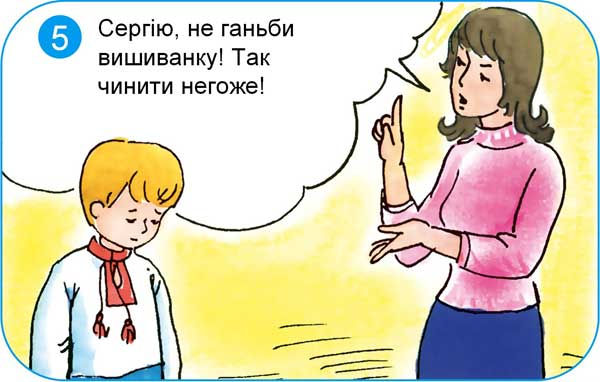 5
Сергію, не ганьби
вишиванку! Так
чинити негоже!